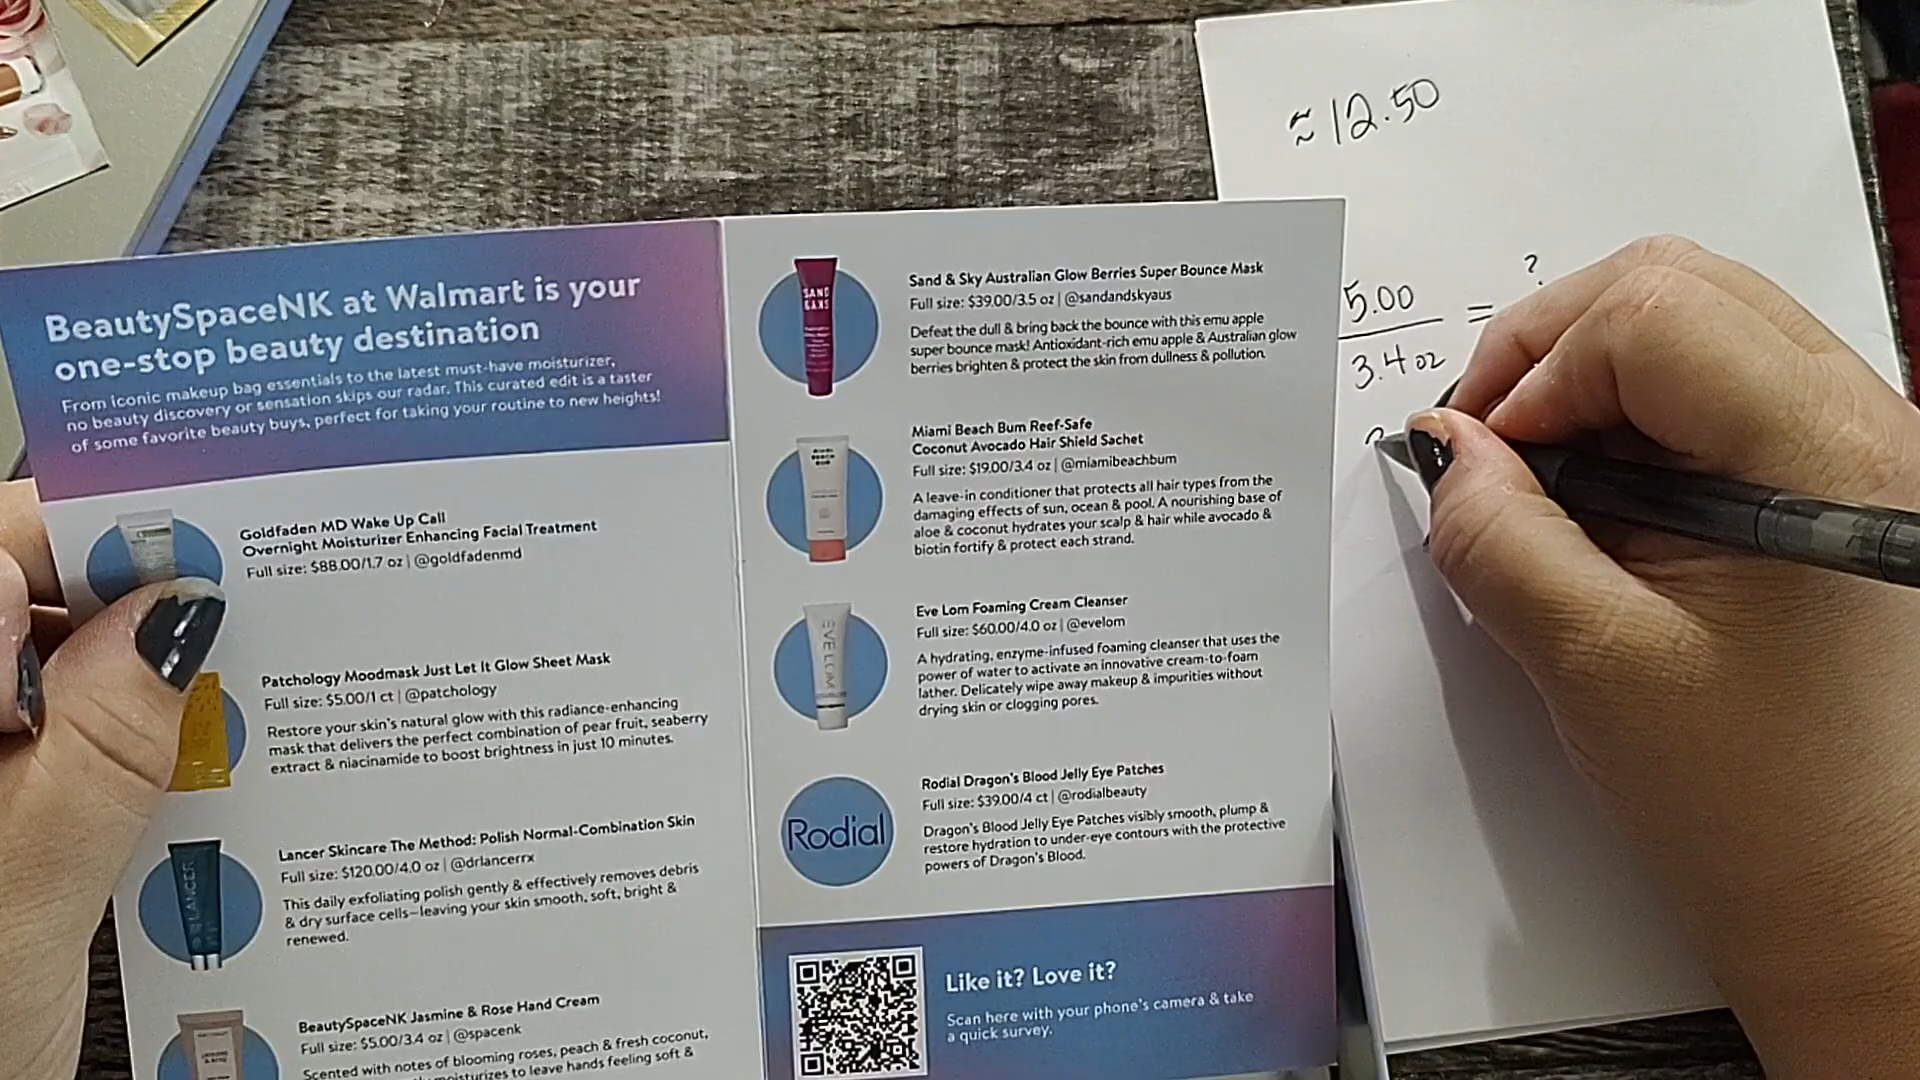 BeautySpaceNK at Walmart is your
one-stop beauty destination
From iconic makeup bag essentials to the latest must-have moisturizer,
no beauty discovery or sensation skips our radar. This curated edit is a taster
of some favorite beauty buys, perfect for taking your routine to new heights!
Goldfaden MD Wake Up Call
Overnight Moisturizer Enhancing Facial Treatment
Full size: $88.00/1.7 oz | @goldfadenmd
Patchology Moodmask Just Let It Glow Sheet Mask
Full size: $5.00/1 ct | @patchology
Restore your skin's natural glow with this radiance-enhancing
mask that delivers the perfect combination of pear fruit, seaberry
extract & niacinamide to boost brightness in just 10 minutes.
LANCER
Lancer Skincare The Method: Polish Normal-Combination Skin
Full size: $120.00/4.0 oz | @drlancerrx
This daily exfoliating polish gently & effectively removes debris
& dry surface cells—leaving your skin smooth, soft, bright &
renewed.
BeautySpaceNK Jasmine & Rose Hand Cream
Full size: $5.00/3.4 oz | @spacenk
Scented with notes of blooming roses, peach & fresh coconut,
moisturizes to leave hands feeling soft &
SAND
&SKY
Sand & Sky Australian Glow Berries Super Bounce Mask
Full size: $39.00/3.5 oz | @sandandskyaus
Defeat the dull & bring back the bounce with this emu apple
super bounce mask! Antioxidant-rich emu apple & Australian glow
berries brighten & protect the skin from dullness & pollution.
MIAMI
BEACH
BUM
Miami Beach Bum Reef-Safe
Coconut Avocado Hair Shield Sachet
Full size: $19.00/3.4 oz | @miamibeachbum
A leave-in conditioner that protects all hair types from the
damaging effects of sun, ocean & pool. A nourishing base of
aloe & coconut hydrates your scalp & hair while avocado &
biotin fortify & protect each strand.
EVE LOM
Eve Lom Foaming Cream Cleanser
Full size: $60.00/4.0 oz | @evelom
A hydrating, enzyme-infused foaming cleanser that uses the
power of water to activate an innovative cream-to-foam
lather. Delicately wipe away makeup & impurities without
drying skin or clogging pores.
Rodial
Rodial Dragon's Blood Jelly Eye Patches
Full size: $39.00/4 ct | @rodialbeauty
Dragon's Blood Jelly Eye Patches visibly smooth, plump &
restore hydration to under-eye contours with the protective
powers of Dragon's Blood.
Like it? Love it?
Scan here with your phone's camera & take
a quick survey.
≈ 12.50
5.00 = ?
3.4 oz